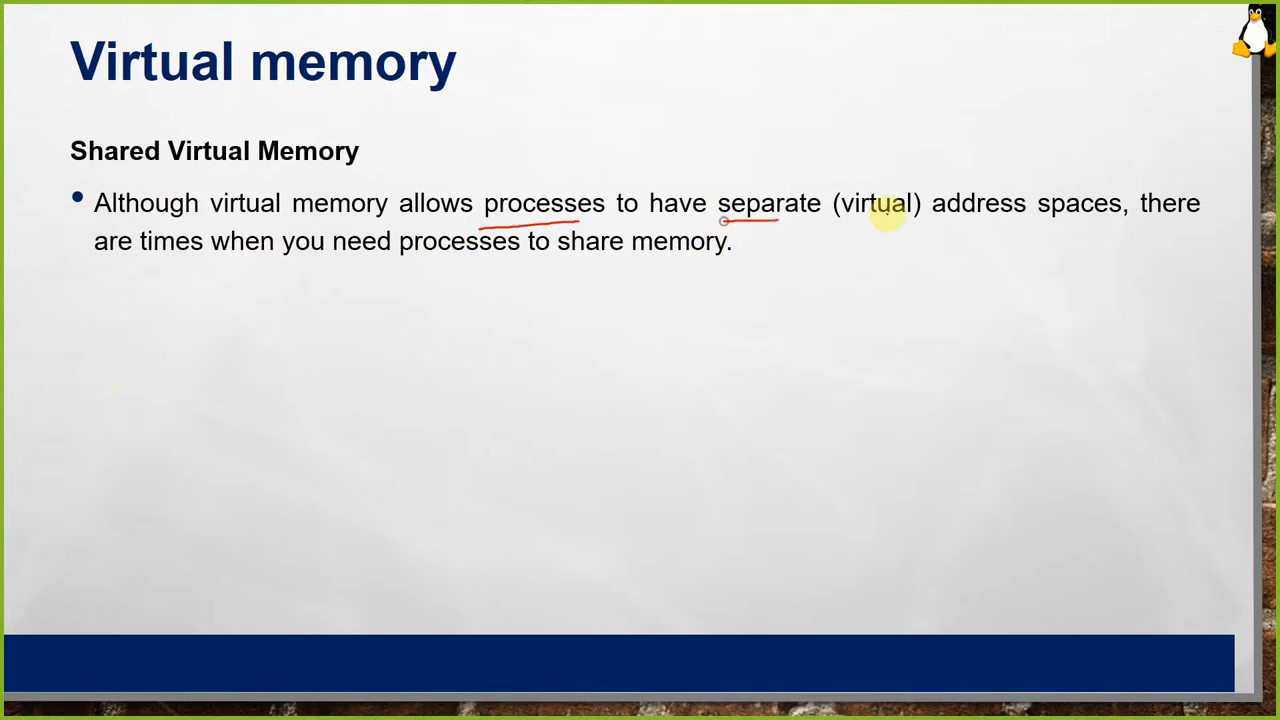 Virtual memory
Shared Virtual Memory
• Although virtual memory allows processes to have separate (virtual) address spaces, there
are times when you need processes to share memory.